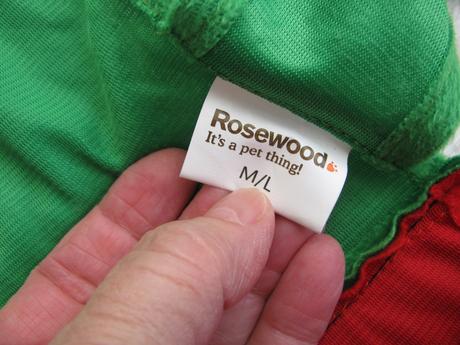 Rosewood
It's a pet thing!
M/L